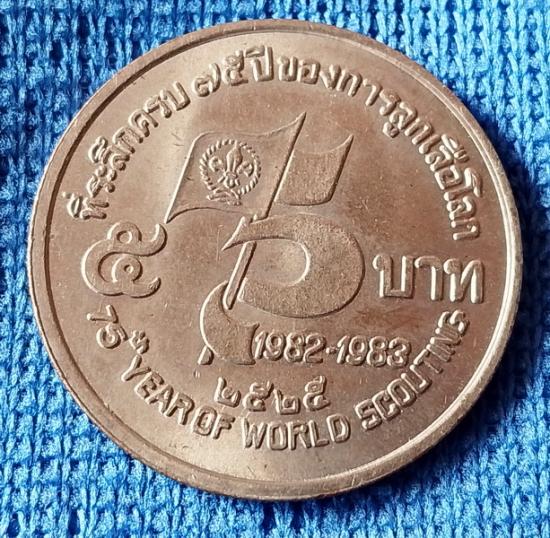 ที่ระลึกครบ ๗๕ ปี ของการลูกเสือโลก
๕ บาท
75
1982-1983
๒๕๒๕
75th YEAR OF WORLD SCOUTING